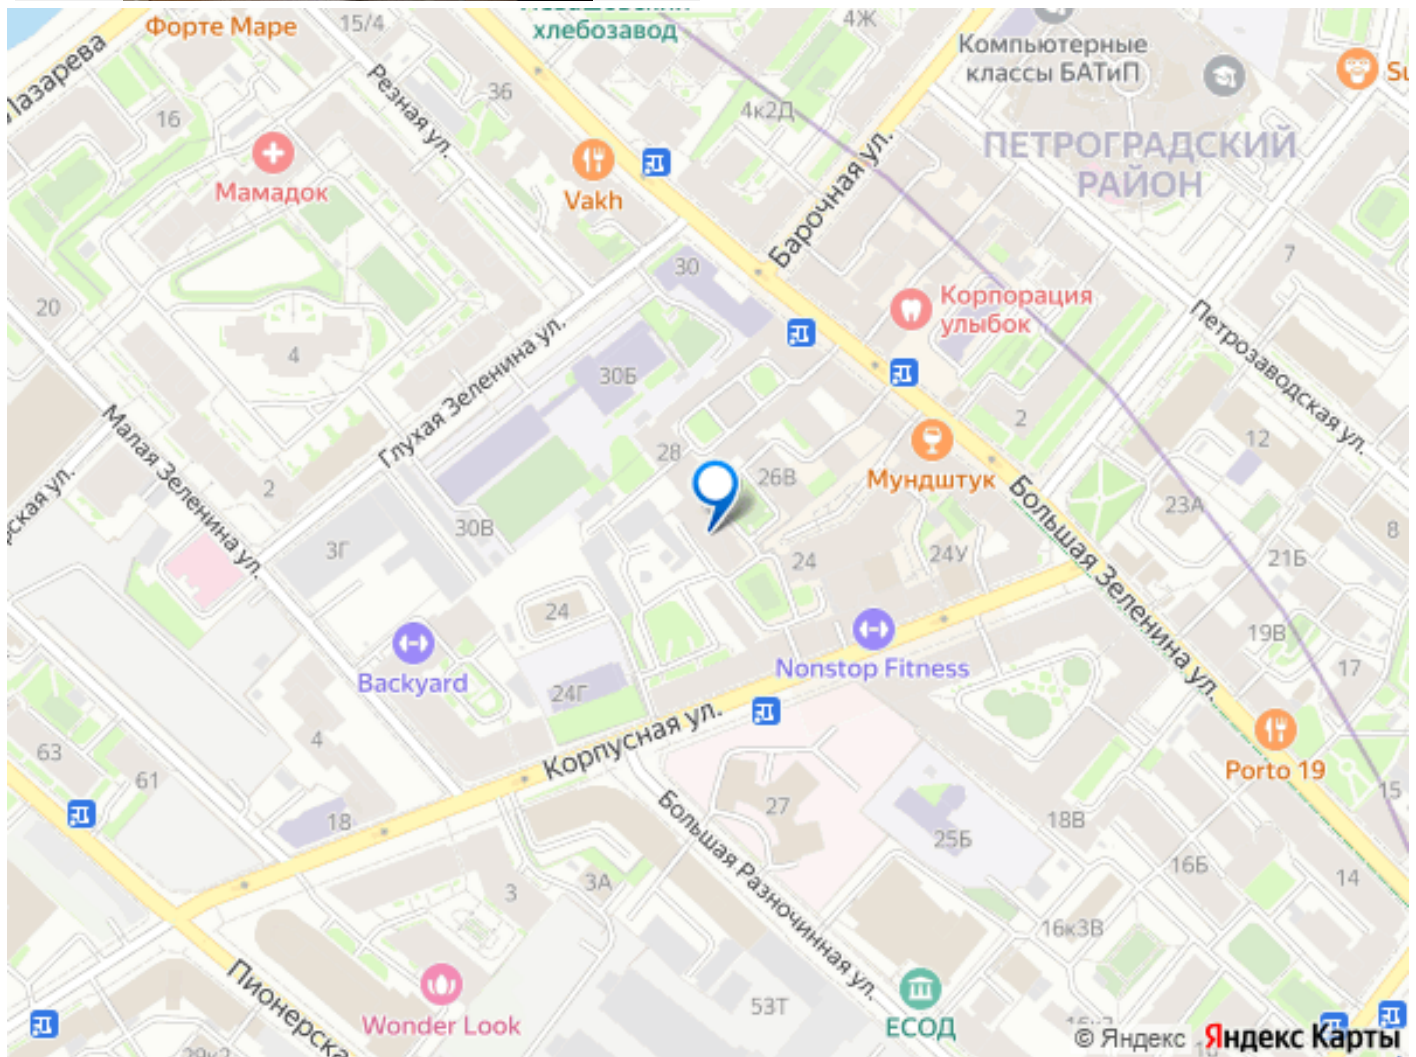 Форте Маре
15/4
хлебозавод
4Ж
Компьютерные
классы БАТиП
Лазарева
16
Резная ул.
36
4к2Д
ПЕТРОГРАДСКИЙ
РАЙОН
Мамадок
Vakh
Барочная ул.
7
20
30
Корпорация
улыбок
Петрозаводская ул.
4
30Б
Глухая Зеленина ул.
2
Малая Зеленина ул.
28
26В
Мундштук
12
2
23А
8
3Г
30В
24
24У
21Б
Большая Зеленина ул.
24
Nonstop Fitness
19В
17
Backyard
24Г
Корпусная ул.
63
61
4
Porto 19
15
18
27
25Б
18В
16Б
14
Большая Разночинная ул.
3
3А
16к3В
Пионерска
Wonder Look
53Т
ЕСОД
29к2
© Яндекс Яндекс Карты